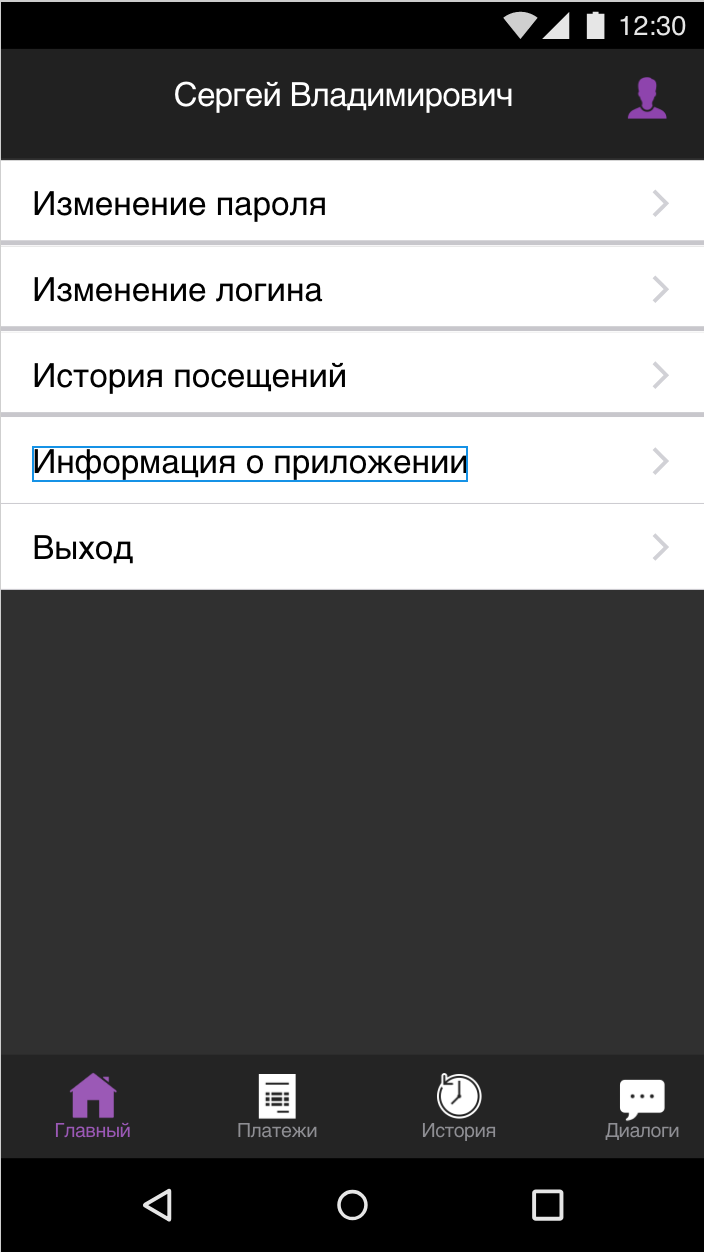 12:30
Сергей Владимирович
Изменение пароля
Изменение логина
История посещений
Информация о приложении
Выход
Главный Платежи История Диалоги